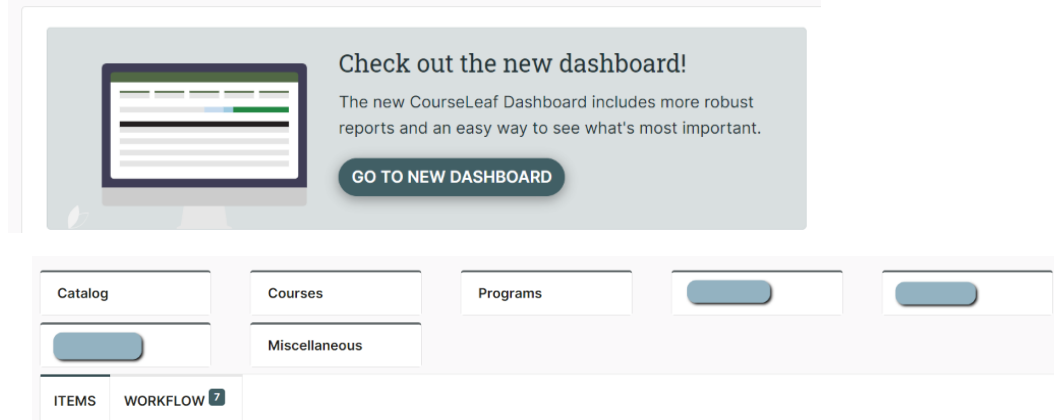 Check out the new dashboard!
The new CourseLeaf Dashboard includes more robust
reports and an easy way to see what's most important.
GO TO NEW DASHBOARD
Catalog
Courses
Programs
Miscellaneous
ITEMS
WORKFLOW 7